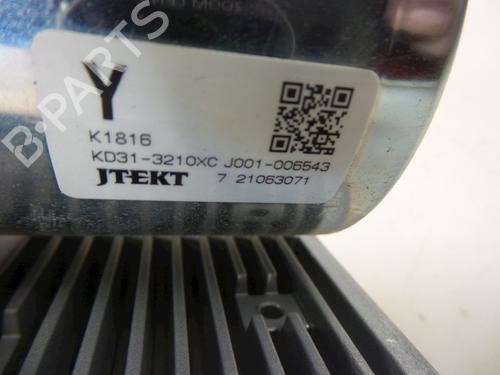 B-PARTS
Y
K1816
KD31-3210XC J001-006543
JTEKT 7 21063071